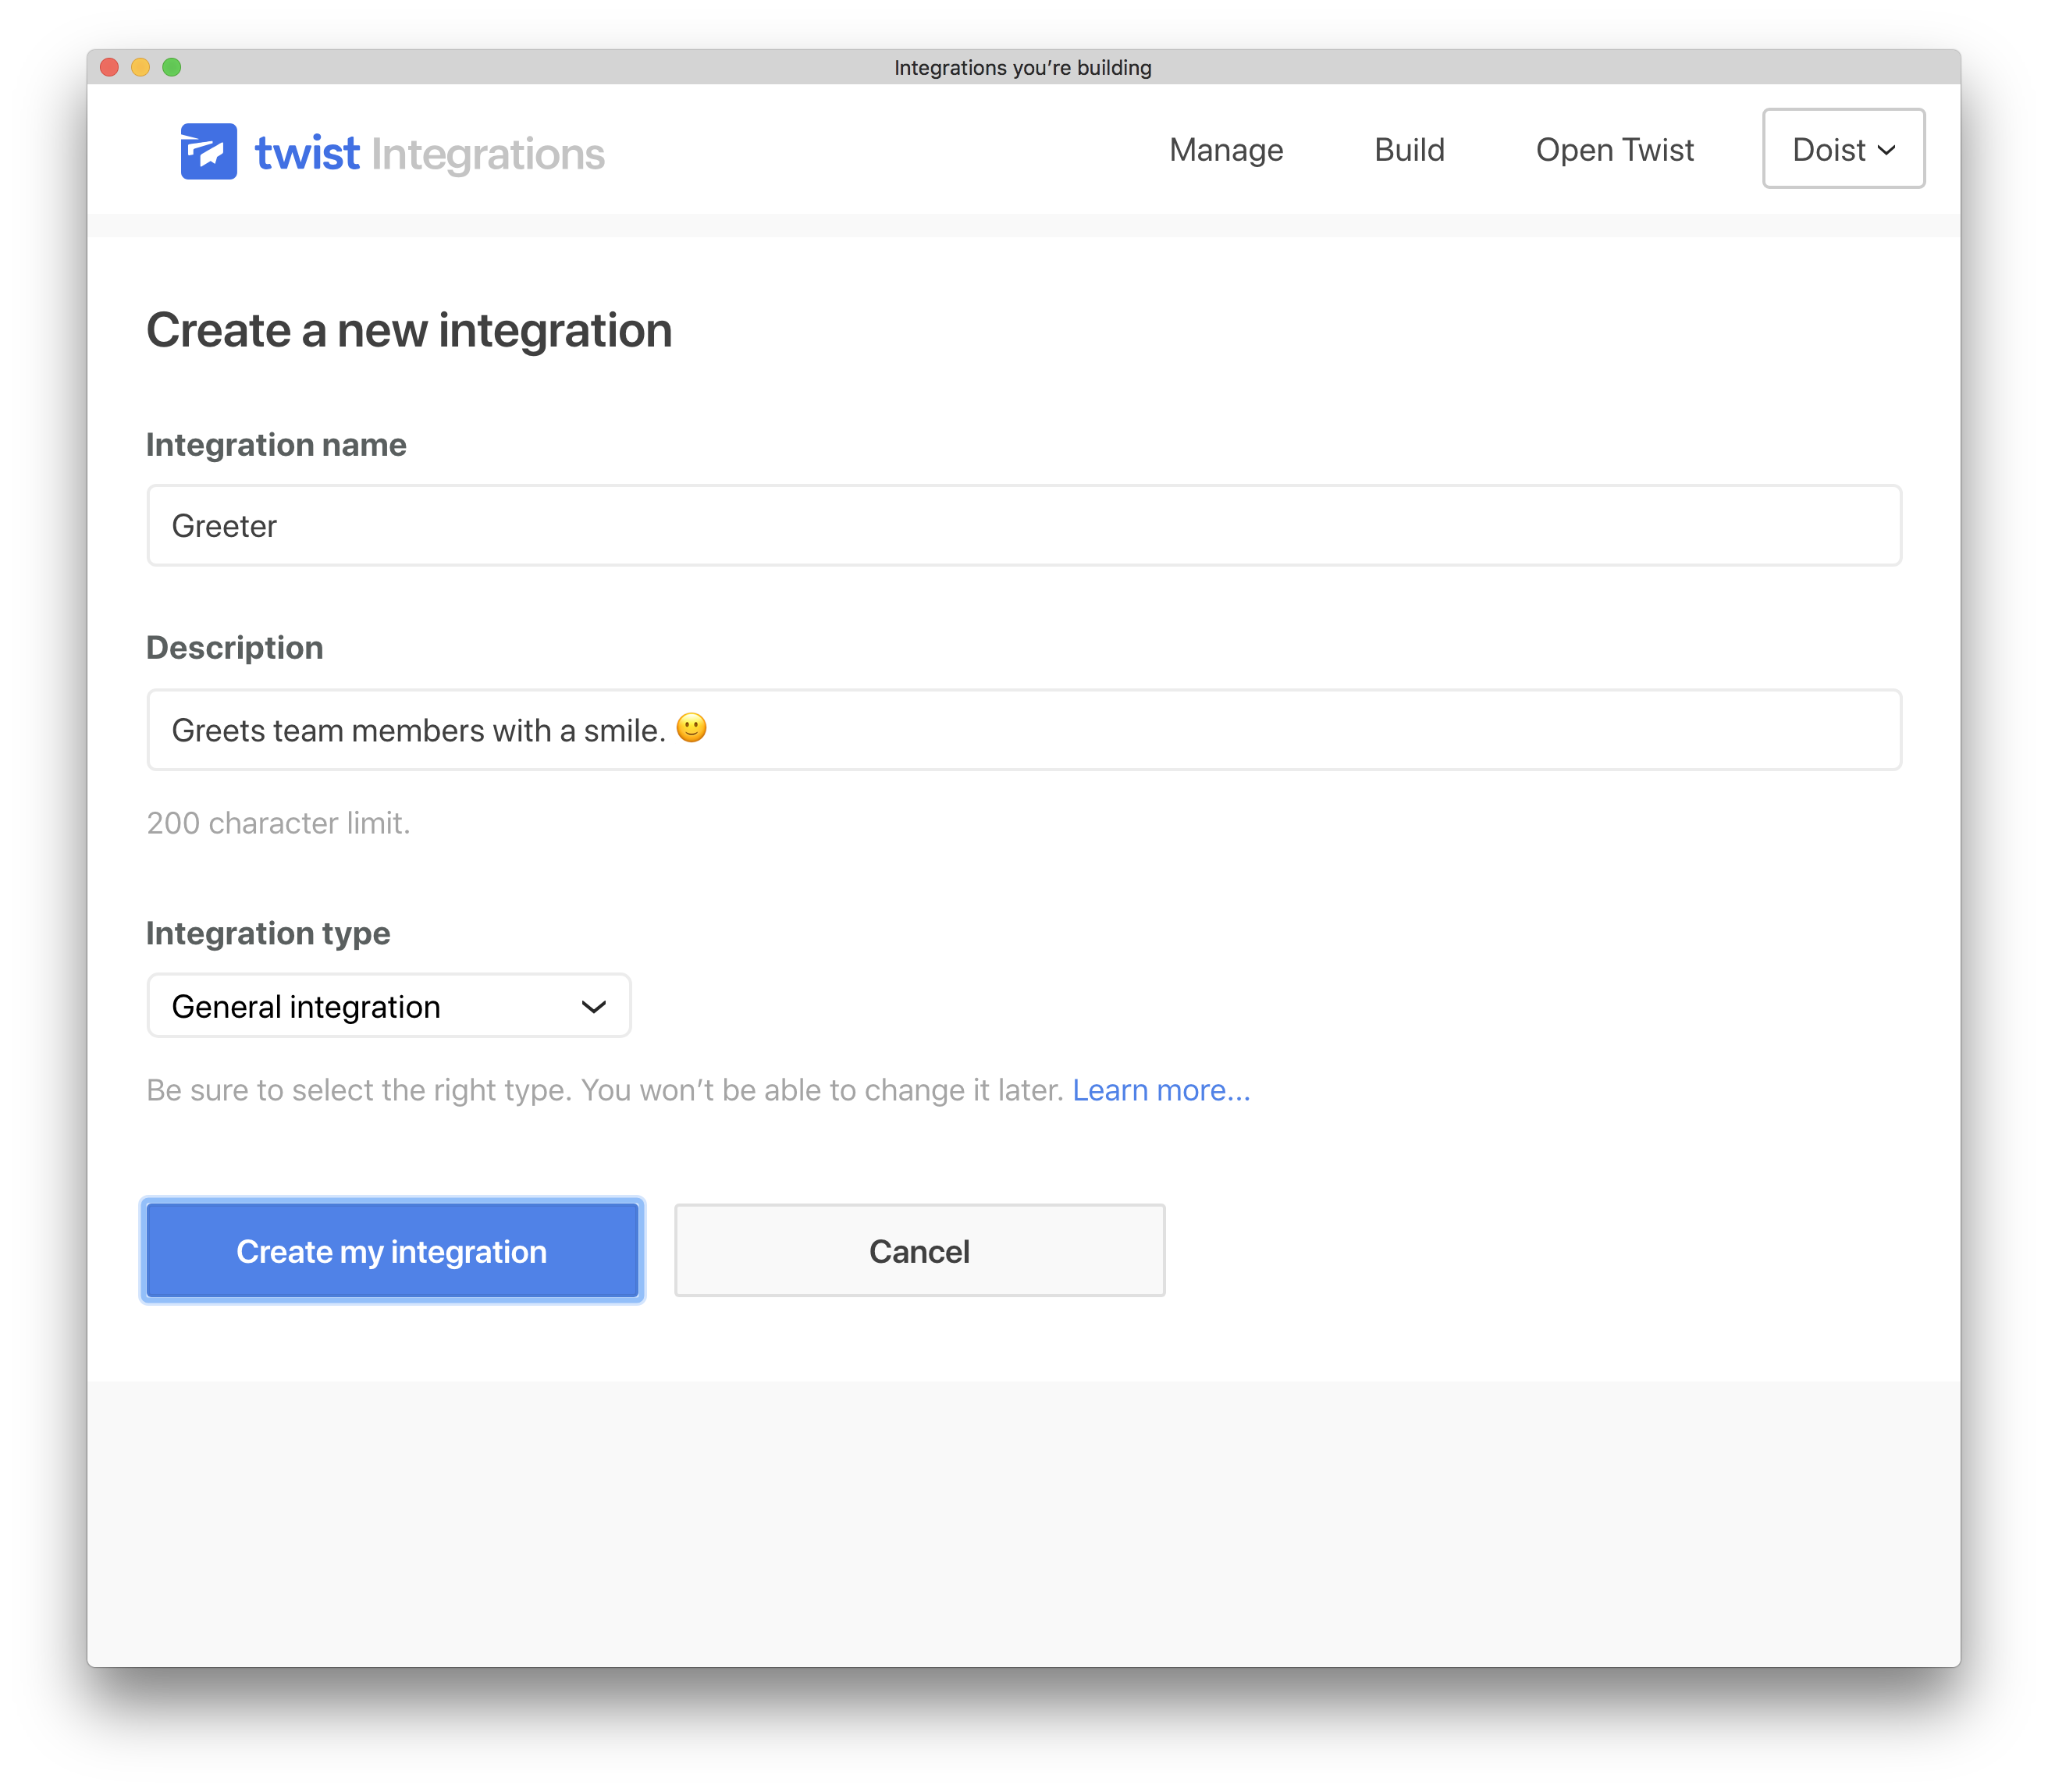 Integrations you’re building
twist Integrations
Manage Build Open Twist Doist
Create a new integration
Integration name
Greeter
Description
Greets team members with a smile. 🙂
200 character limit.
Integration type
General integration
Be sure to select the right type. You won’t be able to change it later. Learn more...
Create my integration Cancel